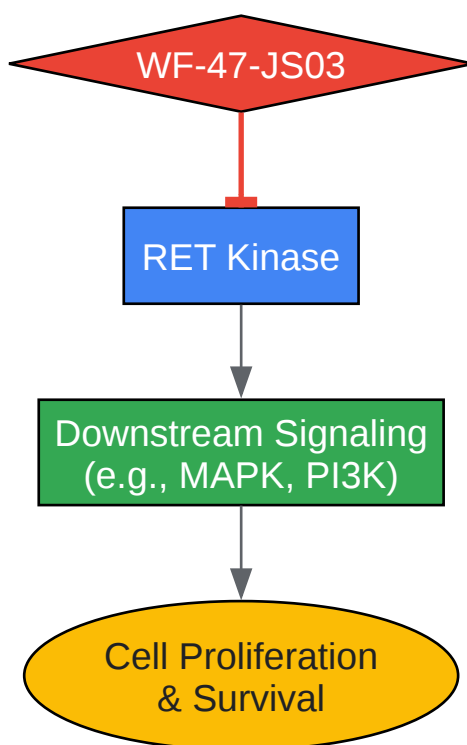 WF-47-JS03
RET Kinase
Downstream Signaling
(e.g., MAPK, PI3K)
Cell Proliferation
& Survival